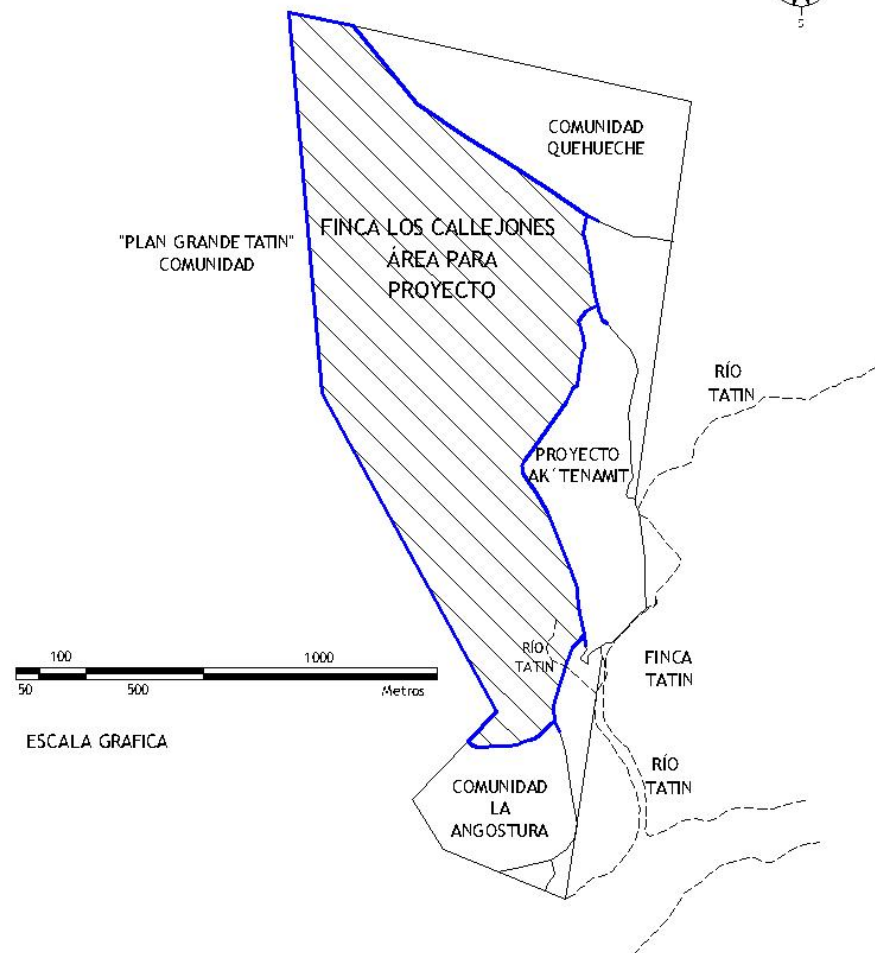 S
COMUNIDAD
QUEHUECHE
"PLAN GRANDE TATIN"
COMUNIDAD
FINCA LOS CALLEJONES
ÁREA PARA
PROYECTO
RÍO
TATIN
PROYECTO
AK´TENAMIT
RÍO
TATIN
FINCA
TATIN
100
1000
50
500
Metros
ESCALA GRAFICA
RÍO
TATIN
COMUNIDAD
LA
ANGOSTURA